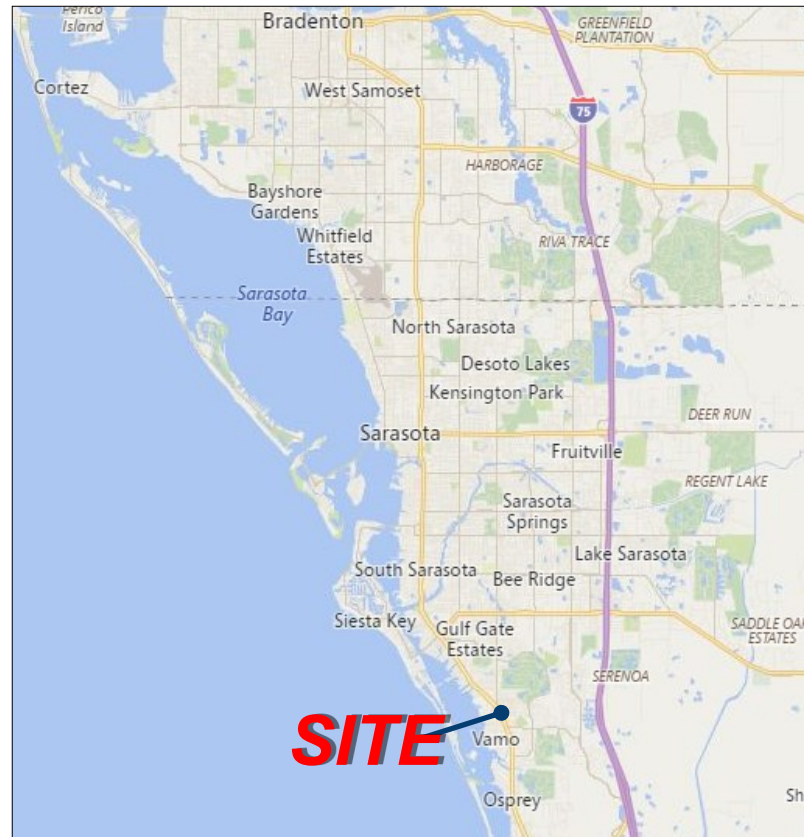 Perico
Island
Bradenton
GREENFIELD
PLANTATION
Cortez
West Samoset
75
HARBORAGE
Bayshore
Gardens
Whitfield
Estates
RIVA TRACE
Sarasota
Bay
North Sarasota
Desoto Lakes
Kensington Park
DEER RUN
Sarasota
Fruitville
REGENT LAKE
Sarasota
Springs
Lake Sarasota
South Sarasota
Bee Ridge
Siesta Key
Gulf Gate
Estates
SADDLE OA
ESTATES
SERENOA
SITE
Vamo
Osprey
Sh